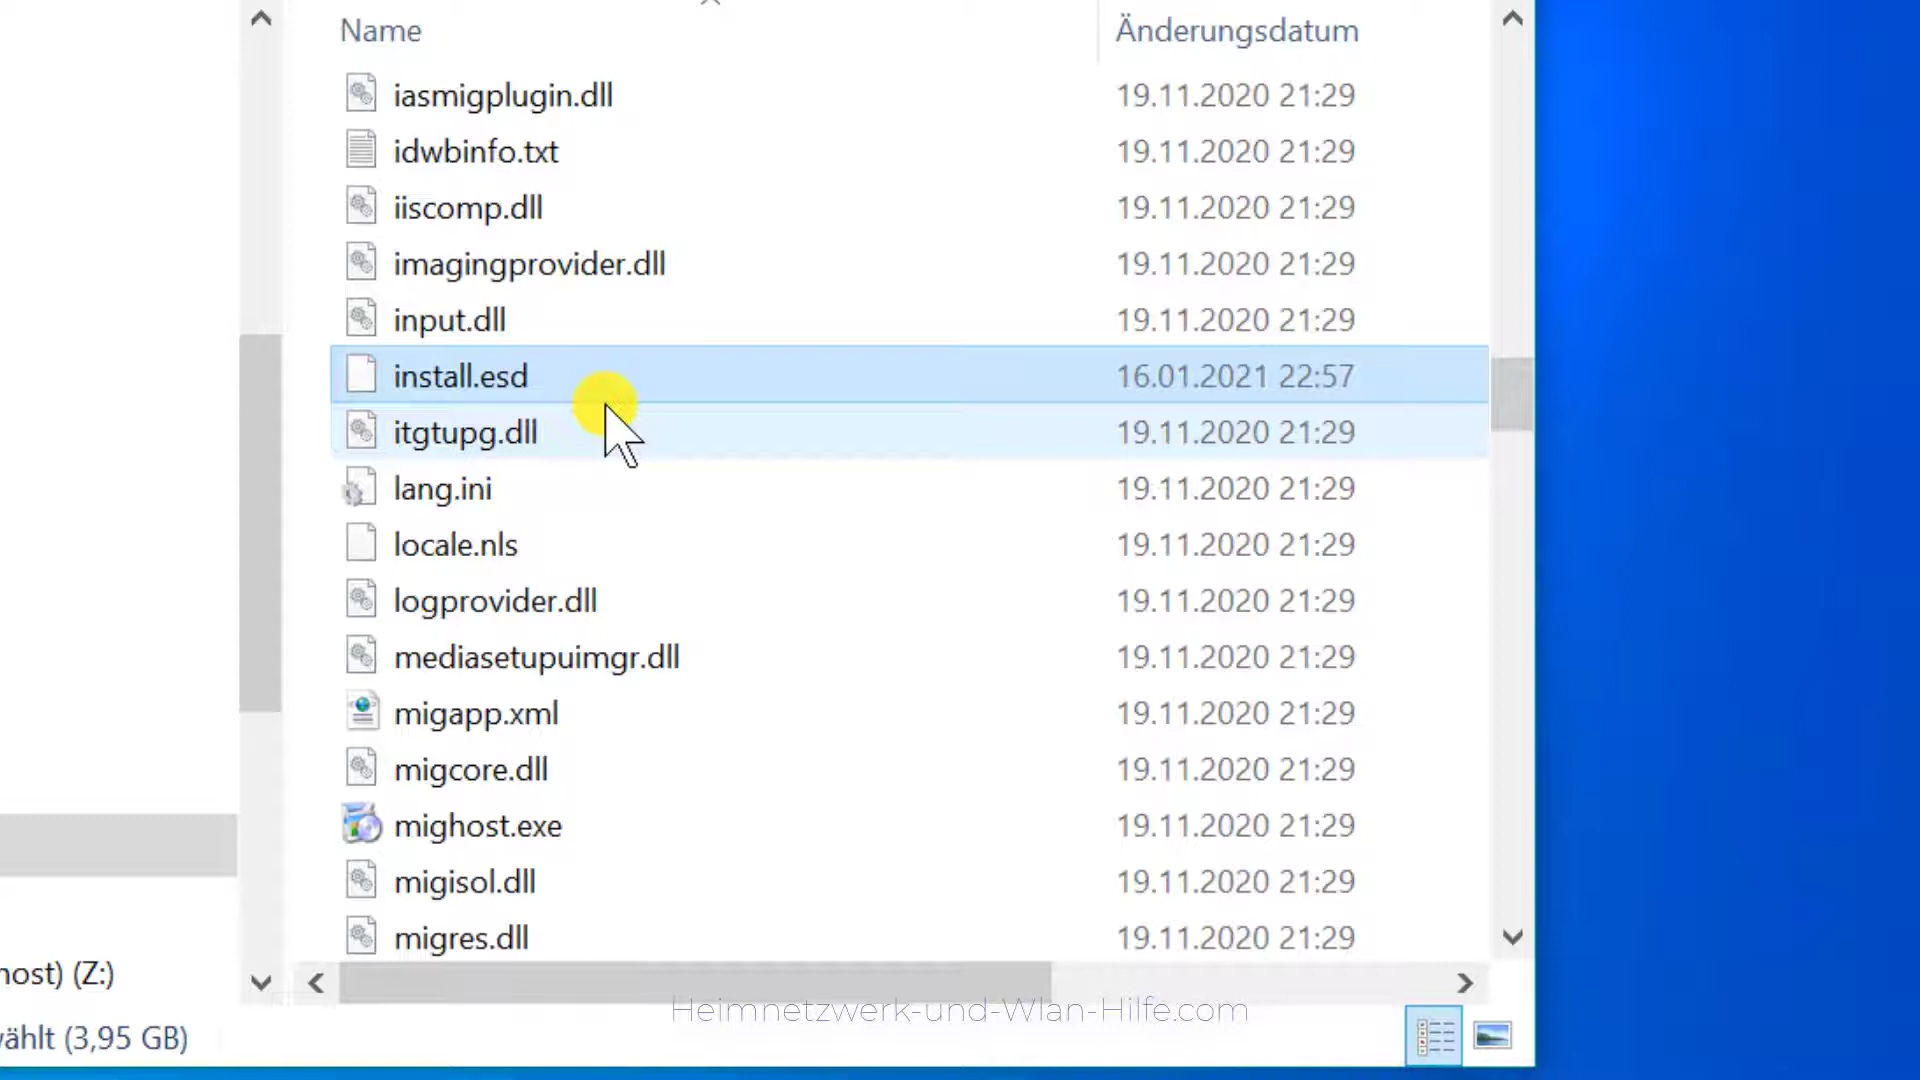 Name Änderungsdatum
iasmigplugin.dll 19.11.2020 21:29
idwbinfo.txt 19.11.2020 21:29
iiscomp.dll 19.11.2020 21:29
imagingprovider.dll 19.11.2020 21:29
input.dll 19.11.2020 21:29
install.esd 16.01.2021 22:57
itgtupg.dll 19.11.2020 21:29
lang.ini 19.11.2020 21:29
locale.nls 19.11.2020 21:29
logprovider.dll 19.11.2020 21:29
mediasetupuimgr.dll 19.11.2020 21:29
migapp.xml 19.11.2020 21:29
migcore.dll 19.11.2020 21:29
mighost.exe 19.11.2020 21:29
migisol.dll 19.11.2020 21:29
migres.dll 19.11.2020 21:29
host) (Z:)
Heimnetzwerk-und-Wlan-Hilfe.com
wählt (3,95 GB)